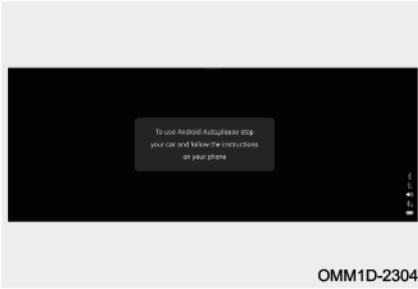 To use Android Auto,please stop
your car and follow the instructions
on your phone
OMM1D-2304